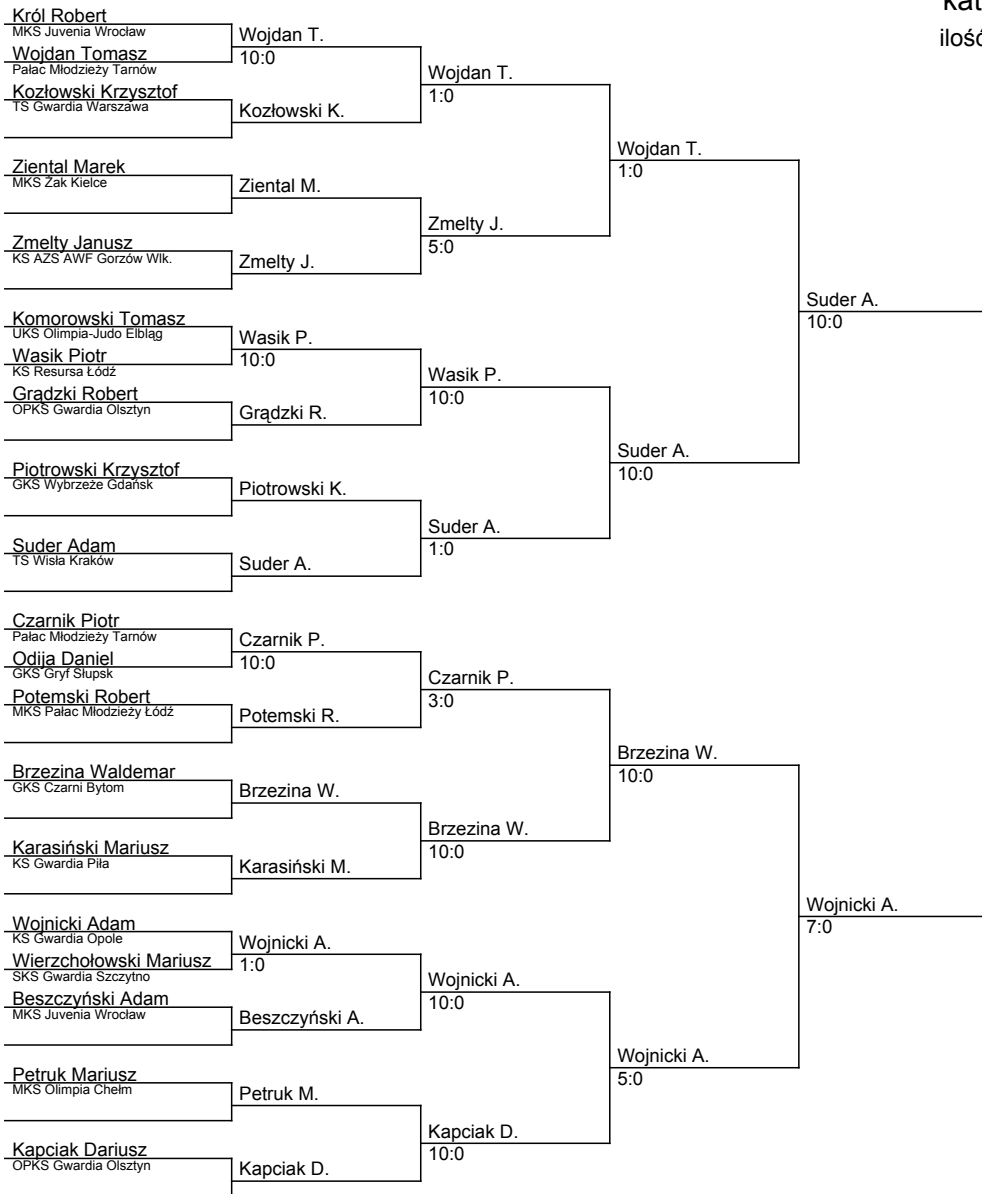 Król Robert
MKS Juvenia Wrocław
Wojdan Tomasz
Pałac Młodzieży Tarnów
Kozłowski Krzysztof
TS Gwardia Warszawa
Ziental Marek
MKS Żak Kielce
Zmelty Janusz
KS AZS AWF Gorzów Wlk.
Komorowski Tomasz
UKS Olimpia-Judo Elbląg
Wasik Piotr
KS Resursa Łódź
Grądzki Robert
OPKS Gwardia Olsztyn
Piotrowski Krzysztof
GKS Wybrzeże Gdańsk
Suder Adam
TS Wisła Kraków
Czarnik Piotr
Pałac Młodzieży Tarnów
Odija Daniel
GKS Gryf Słupsk
Potemski Robert
MKS Pałac Młodzieży Łódź
Brzezina Waldemar
GKS Czarni Bytom
Karasiński Mariusz
KS Gwardia Piła
Wojnicki Adam
KS Gwardia Opole
Wierzchołowski Mariusz
SKS Gwardia Szczytno
Beszczyński Adam
MKS Juvenia Wrocław
Petruk Mariusz
MKS Olimpia Chełm
Kapciak Dariusz
OPKS Gwardia Olsztyn
Wojdan T.
10:0
Kozłowski K.
Ziental M.
Zmelty J.
Wasik P.
10:0
Grądzki R.
Piotrowski K.
Suder A.
Czarnik P.
10:0
Potemski R.
Brzezina W.
Karasiński M.
Wojnicki A.
1:0
Beszczyński A.
Petruk M.
Kapciak D.
Wojdan T.
1:0
Zmelty J.
5:0
Wasik P.
10:0
Suder A.
1:0
Czarnik P.
3:0
Brzezina W.
10:0
Wojnicki A.
10:0
Kapciak D.
10:0
Wojdan T.
1:0
Suder A.
10:0
Brzezina W.
10:0
Wojnicki A.
5:0
Suder A.
10:0
Wojnicki A.
7:0
kat